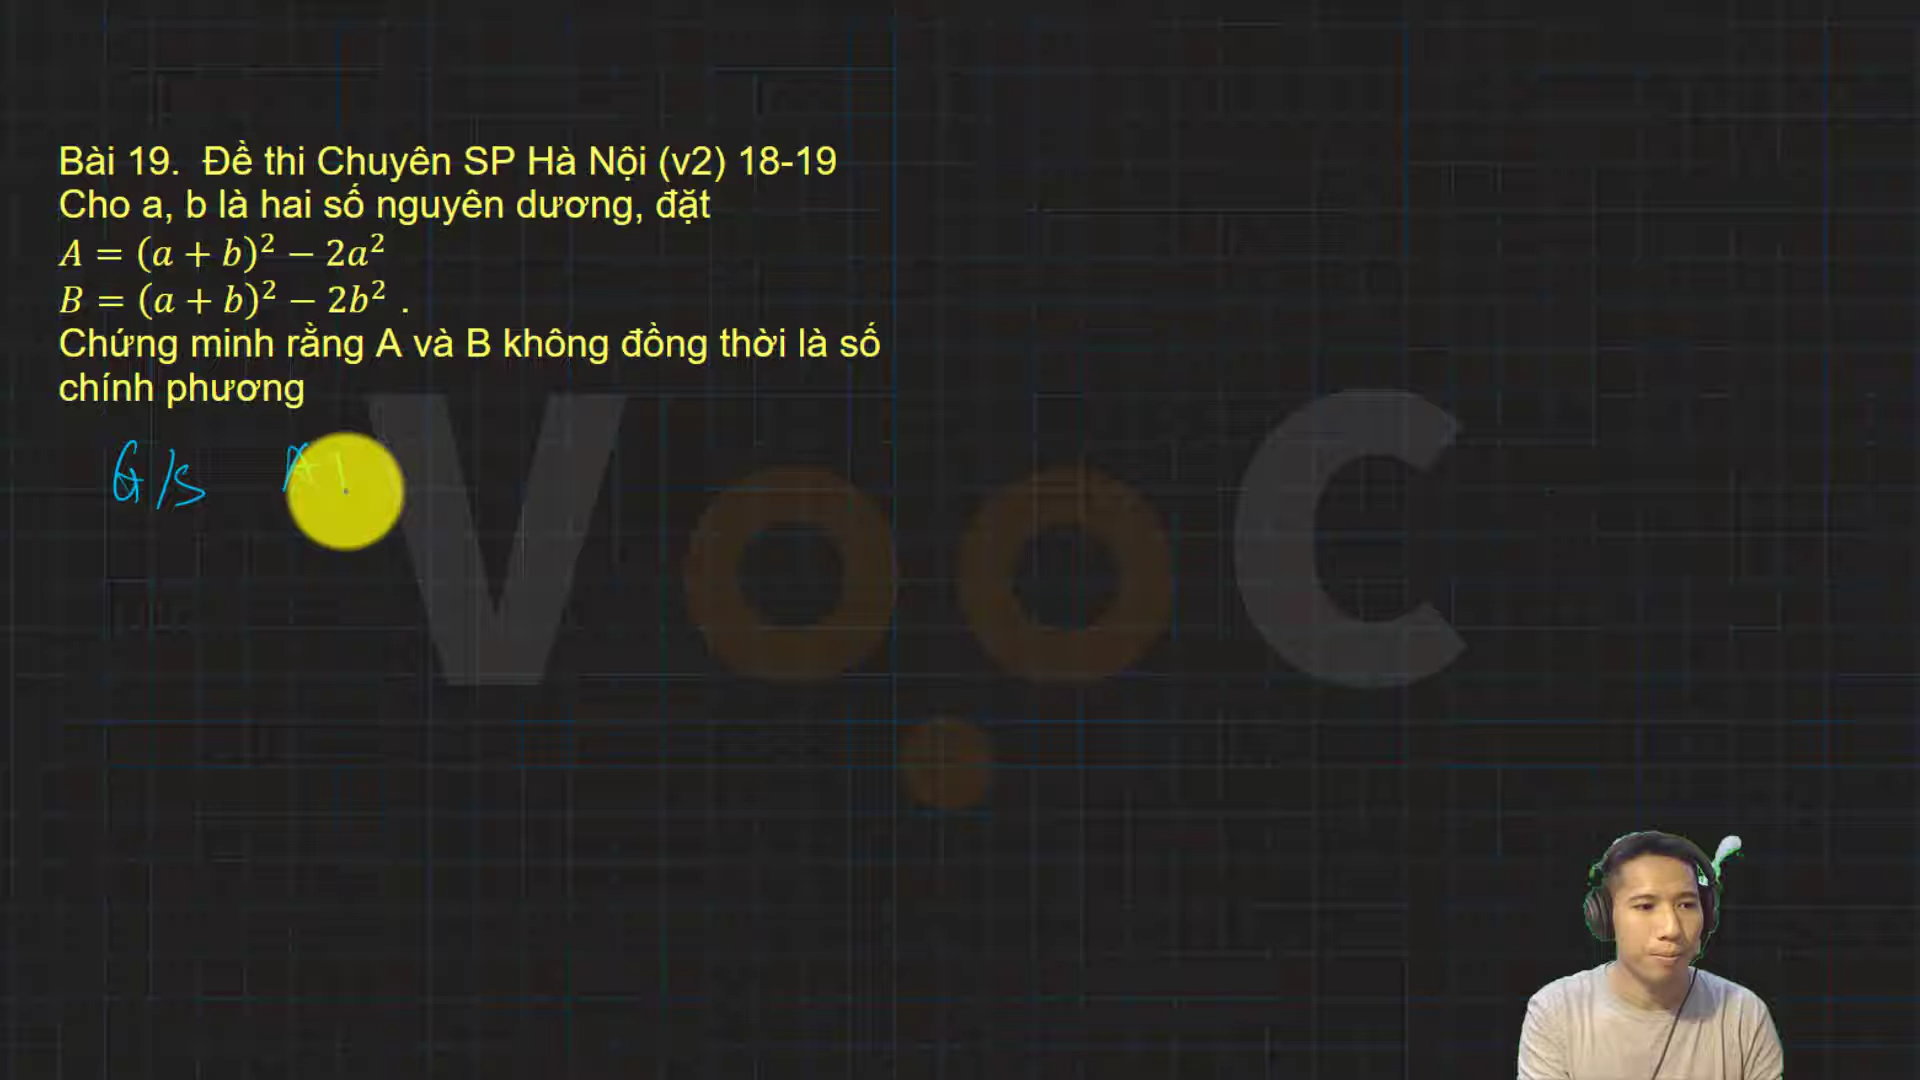 Bài 19. Đề thi Chuyên SP Hà Nội (v2) 18-19
Cho a, b là hai số nguyên dương, đặt
A = (a + b)² − 2a²
B = (a + b)² − 2b² .
Chứng minh rằng A và B không đồng thời là số
chính phương
G/s A
VooC